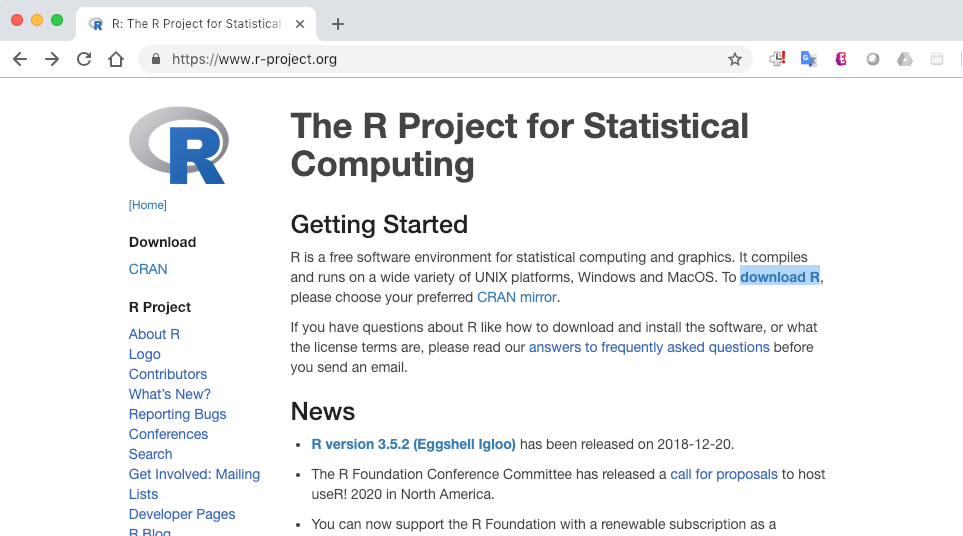 R: The R Project for Statistical
https://www.r-project.org
R
The R Project for Statistical
Computing
[Home]
Getting Started
Download
R is a free software environment for statistical computing and graphics. It compiles
and runs on a wide variety of UNIX platforms, Windows and MacOS. To download R,
please choose your preferred CRAN mirror.
CRAN
R Project
If you have questions about R like how to download and install the software, or what
the license terms are, please read our answers to frequently asked questions before
you send an email.
About R
Logo
Contributors
What's New?
Reporting Bugs
Conferences
Search
Get Involved: Mailing
Lists
Developer Pages
R Blog
News
• R version 3.5.2 (Eggshell Igloo) has been released on 2018-12-20.
• The R Foundation Conference Committee has released a call for proposals to host
useR! 2020 in North America.
• You can now support the R Foundation with a renewable subscription as a